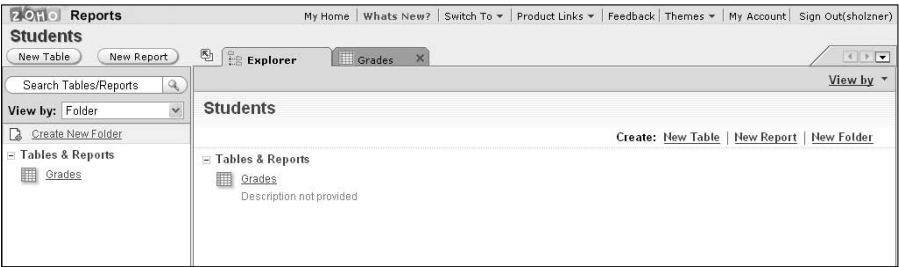 ZOHO Reports
My Home | Whats New? | Switch To | Product Links | Feedback | Themes | My Account | Sign Out(sholzner)
Students
New Table New Report
Explorer Grades
Search Tables/Reports
View by
View by: Folder
Students
Create New Folder
Create: New Table | New Report | New Folder
Tables & Reports
Grades
Tables & Reports
Grades
Description not provided